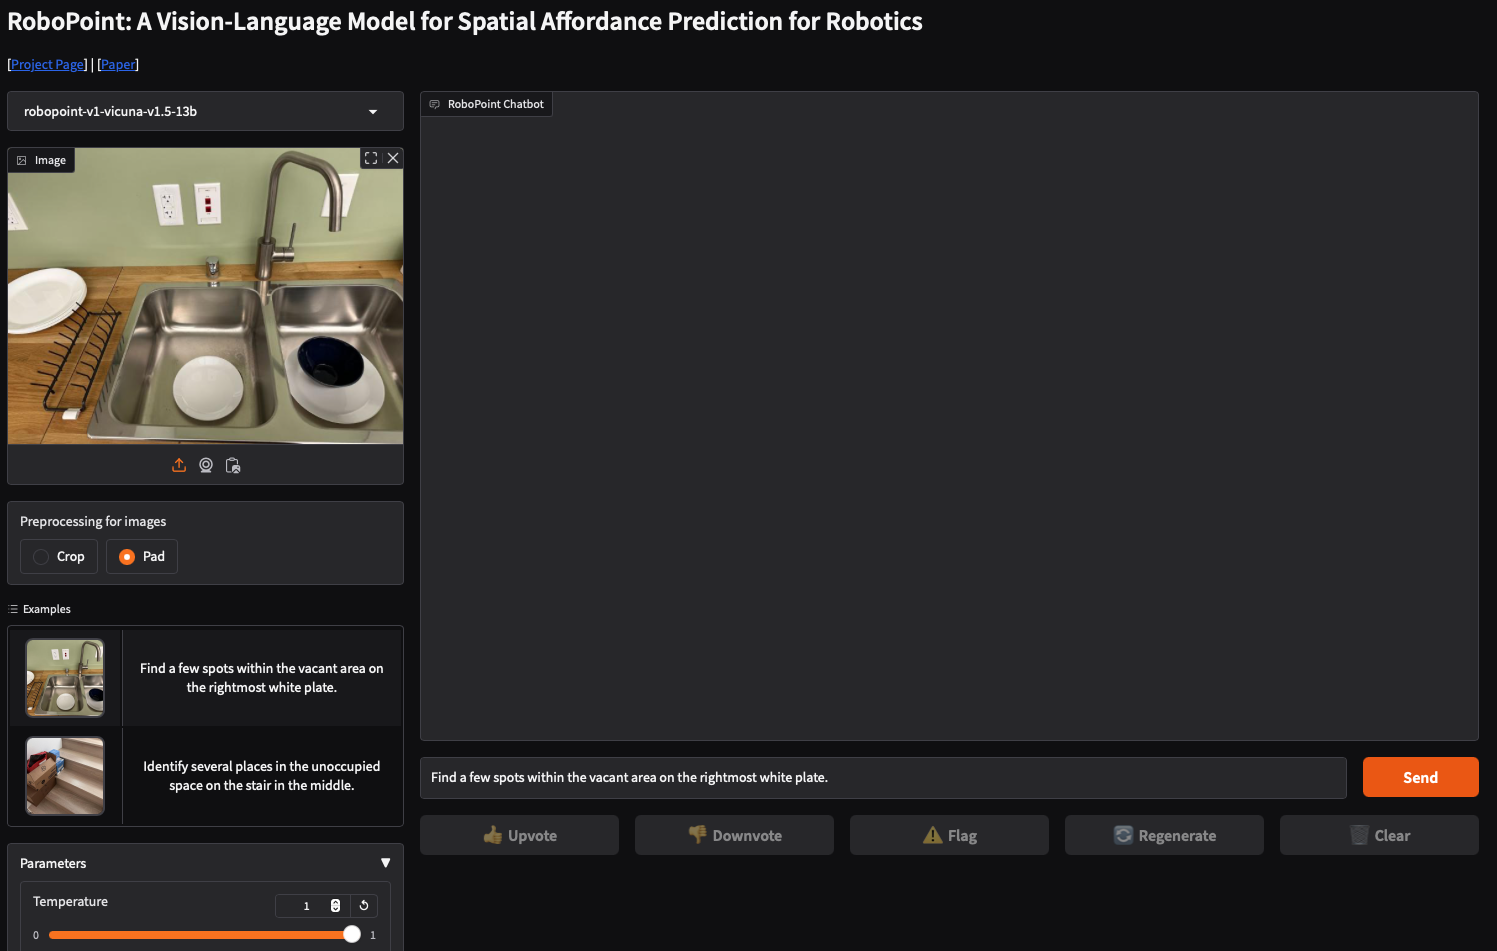 RoboPoint: A Vision-Language Model for Spatial Affordance Prediction for Robotics
[Project Page] | [Paper]
robopoint-v1-vicuna-v1.5-13b
Image
Preprocessing for images
Crop
Pad
Examples
Find a few spots within the vacant area on
the rightmost white plate.
Identify several places in the unoccupied
space on the stair in the middle.
Parameters
Temperature
1
0
1
RoboPoint Chatbot
Find a few spots within the vacant area on the rightmost white plate.
Send
Upvote
Downvote
Flag
Regenerate
Clear